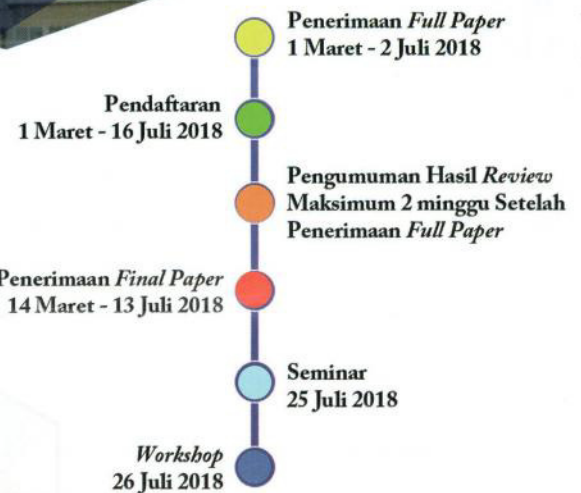 Penerimaan Full Paper
1 Maret - 2 Juli 2018
Pendaftaran
1 Maret - 16 Juli 2018
Pengumuman Hasil Review
Maksimum 2 minggu Setelah
Penerimaan Full Paper
Penerimaan Final Paper
14 Maret - 13 Juli 2018
Seminar
25 Juli 2018
Workshop
26 Juli 2018